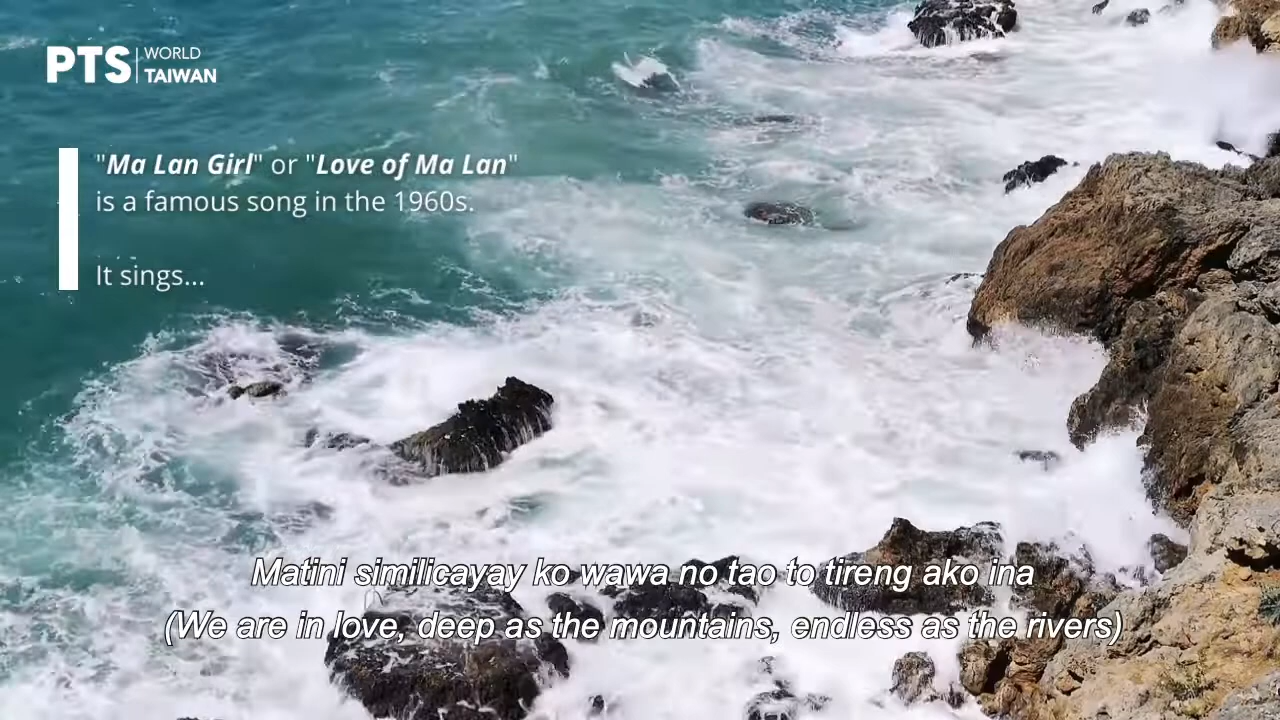 PTS WORLD
TAIWAN
"Ma Lan Girl" or "Love of Ma Lan"
is a famous song in the 1960s.
It sings...
Matini similicayay ko wawa no tao to tireng ako ina
(We are in love, deep as the mountains, endless as the rivers)